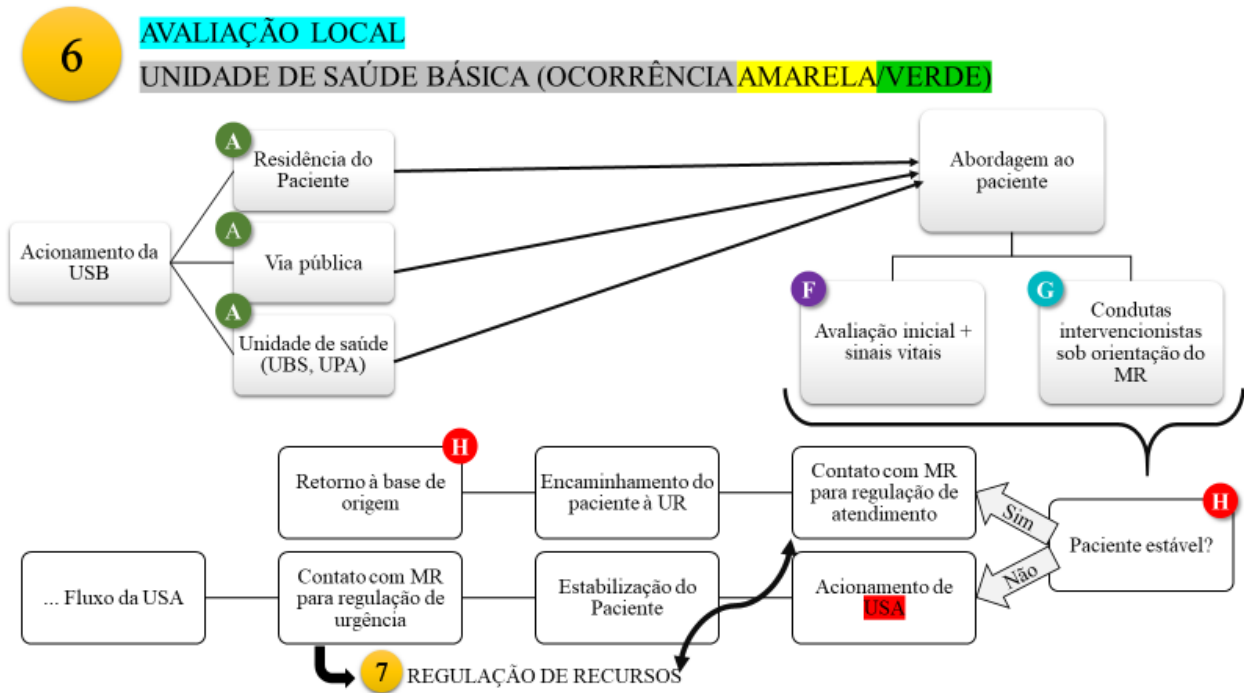 6
AVALIAÇÃO LOCAL
UNIDADE DE SAÚDE BÁSICA (OCORRÊNCIA AMARELA/VERDE)
Acionamento da
USB
A
Residência do
Paciente
A
Via pública
A
Unidade de saúde
(UBS, UPA)
Abordagem ao
paciente
F
Avaliação inicial +
sinais vitais
G
Condutas
intervencionistas
sob orientação do
MR
H
Paciente estável?
Sim
Não
Contato com MR
para regulação de
atendimento
Encaminhamento do
paciente à UR
H
Retorno à base de
origem
Acionamento de
USA
Estabilização do
Paciente
Contato com MR
para regulação de
urgência
... Fluxo da USA
7 REGULAÇÃO DE RECURSOS